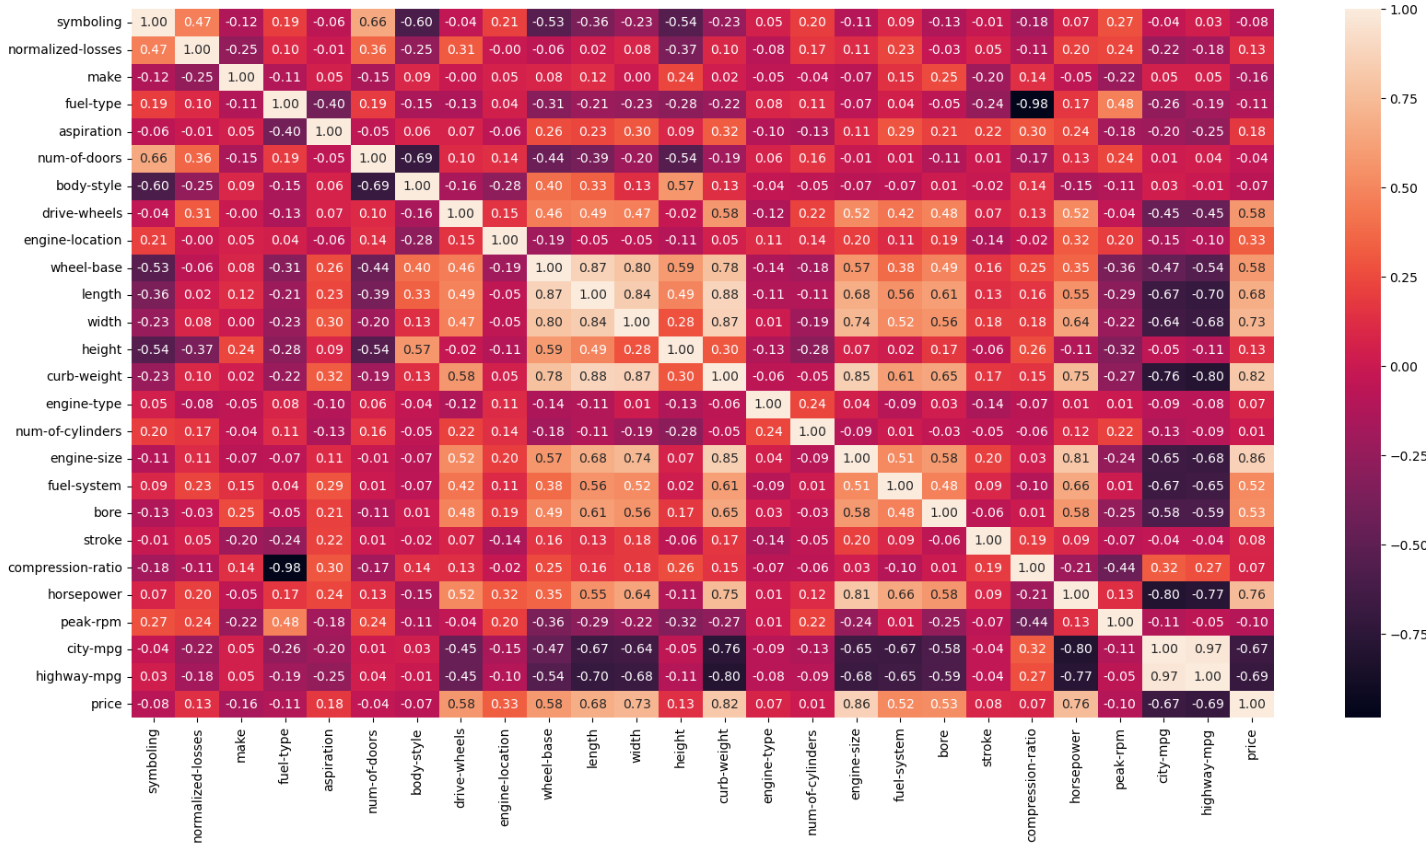 symboling 1.00 0.47 -0.12 0.19 -0.06 0.66 -0.60 -0.04 0.21 -0.53 -0.36 -0.23 -0.54 -0.23 0.05 0.20 -0.11 0.09 -0.13 -0.01 -0.18 0.07 0.27 -0.04 0.03 -0.08
normalized-losses 0.47 1.00 -0.25 0.10 -0.01 0.36 -0.25 0.31 -0.00 -0.06 0.02 0.08 -0.37 0.10 -0.08 0.17 0.11 0.23 -0.03 0.05 -0.11 0.20 0.24 -0.22 -0.18 0.13
make -0.12 -0.25 1.00 -0.11 0.05 -0.15 0.09 -0.00 0.05 0.08 0.12 0.00 0.24 0.02 -0.05 -0.04 -0.07 0.15 0.25 -0.20 0.14 -0.05 -0.22 0.05 0.05 -0.16
fuel-type 0.19 0.10 -0.11 1.00 -0.40 0.19 -0.15 -0.13 0.04 -0.31 -0.21 -0.23 -0.28 -0.22 0.08 0.11 -0.07 0.04 -0.05 -0.24 -0.98 0.17 0.48 -0.26 -0.19 -0.11
aspiration -0.06 -0.01 0.05 -0.40 1.00 -0.05 0.06 0.07 -0.06 0.26 0.23 0.30 0.09 0.32 -0.10 -0.13 0.11 0.29 0.21 0.22 0.30 0.24 -0.18 -0.20 -0.25 0.18
num-of-doors 0.66 0.36 -0.15 0.19 -0.05 1.00 -0.69 0.10 0.14 -0.44 -0.39 -0.20 -0.54 -0.19 0.06 0.16 -0.01 0.01 -0.11 0.01 -0.17 0.13 0.24 0.01 0.04 -0.04
body-style -0.60 -0.25 0.09 -0.15 0.06 -0.69 1.00 -0.16 -0.28 0.40 0.33 0.13 0.57 0.13 -0.04 -0.05 -0.07 -0.07 0.01 -0.02 0.14 -0.15 -0.11 0.03 -0.01 -0.07
drive-wheels -0.04 0.31 -0.00 -0.13 0.07 0.10 -0.16 1.00 0.15 0.46 0.49 0.47 -0.02 0.58 -0.12 0.22 0.52 0.42 0.48 0.07 0.13 0.52 -0.04 -0.45 -0.45 0.58
engine-location 0.21 -0.00 0.05 0.04 -0.06 0.14 -0.28 0.15 1.00 -0.19 -0.05 -0.05 -0.11 0.05 0.11 0.14 0.20 0.11 0.19 -0.14 -0.02 0.32 0.20 -0.15 -0.10 0.33
wheel-base -0.53 -0.06 0.08 -0.31 0.26 -0.44 0.40 0.46 -0.19 1.00 0.87 0.80 0.59 0.78 -0.14 -0.18 0.57 0.38 0.49 0.16 0.25 0.35 -0.36 -0.47 -0.54 0.58
length -0.36 0.02 0.12 -0.21 0.23 -0.39 0.33 0.49 -0.05 0.87 1.00 0.84 0.49 0.88 -0.11 -0.11 0.68 0.56 0.61 0.13 0.16 0.55 -0.29 -0.67 -0.70 0.68
width -0.23 0.08 0.00 -0.23 0.30 -0.20 0.13 0.47 -0.05 0.80 0.84 1.00 0.28 0.87 0.01 -0.19 0.74 0.52 0.56 0.18 0.18 0.64 -0.22 -0.64 -0.68 0.73
height -0.54 -0.37 0.24 -0.28 0.09 -0.54 0.57 -0.02 -0.11 0.59 0.49 0.28 1.00 0.30 -0.13 -0.28 0.07 0.02 0.17 -0.06 0.26 -0.11 -0.32 -0.05 -0.11 0.13
curb-weight -0.23 0.10 0.02 -0.22 0.32 -0.19 0.13 0.58 0.05 0.78 0.88 0.87 0.30 1.00 -0.06 -0.05 0.85 0.61 0.65 0.17 0.15 0.75 -0.27 -0.76 -0.80 0.82
engine-type 0.05 -0.08 -0.05 0.08 -0.10 0.06 -0.04 -0.12 0.11 -0.14 -0.11 0.01 -0.13 -0.06 1.00 0.24 0.04 -0.09 0.03 -0.14 -0.07 0.01 0.01 -0.09 -0.08 0.07
num-of-cylinders 0.20 0.17 -0.04 0.11 -0.13 0.16 -0.05 0.22 0.14 -0.18 -0.11 -0.19 -0.28 -0.05 0.24 1.00 -0.09 0.01 -0.03 -0.05 -0.06 0.12 0.22 -0.13 -0.09 0.01
engine-size -0.11 0.11 -0.07 -0.07 0.11 -0.01 -0.07 0.52 0.20 0.57 0.68 0.74 0.07 0.85 0.04 -0.09 1.00 0.51 0.58 0.20 0.03 0.81 -0.24 -0.65 -0.68 0.86
fuel-system 0.09 0.23 0.15 0.04 0.29 0.01 -0.07 0.42 0.11 0.38 0.56 0.52 0.02 0.61 -0.09 0.01 0.51 1.00 0.48 0.09 -0.10 0.66 0.01 -0.67 -0.65 0.52
bore -0.13 -0.03 0.25 -0.05 0.21 -0.11 0.01 0.48 0.19 0.49 0.61 0.56 0.17 0.65 0.03 -0.03 0.58 0.48 1.00 -0.06 0.01 0.58 -0.25 -0.58 -0.59 0.53
stroke -0.01 0.05 -0.20 -0.24 0.22 0.01 -0.02 0.07 -0.14 0.16 0.13 0.18 -0.06 0.17 -0.14 -0.05 0.20 0.09 -0.06 1.00 0.19 0.09 -0.07 -0.04 -0.04 0.08
compression-ratio -0.18 -0.11 0.14 -0.98 0.30 -0.17 0.14 0.13 -0.02 0.25 0.16 0.18 0.26 0.15 -0.07 -0.06 0.03 -0.10 0.01 0.19 1.00 -0.21 -0.44 0.32 0.27 0.07
horsepower 0.07 0.20 -0.05 0.17 0.24 0.13 -0.15 0.52 0.32 0.35 0.55 0.64 -0.11 0.75 0.01 0.12 0.81 0.66 0.58 0.09 -0.21 1.00 0.13 -0.80 -0.77 0.76
peak-rpm 0.27 0.24 -0.22 0.48 -0.18 0.24 -0.11 -0.04 0.20 -0.36 -0.29 -0.22 -0.32 -0.27 0.01 0.22 -0.24 0.01 -0.25 -0.07 -0.44 0.13 1.00 -0.11 -0.05 -0.10
city-mpg -0.04 -0.22 0.05 -0.26 -0.20 0.01 0.03 -0.45 -0.15 -0.47 -0.67 -0.64 -0.05 -0.76 -0.09 -0.13 -0.65 -0.67 -0.58 -0.04 0.32 -0.80 -0.11 1.00 0.97 -0.67
highway-mpg 0.03 -0.18 0.05 -0.19 -0.25 0.04 -0.01 -0.45 -0.10 -0.54 -0.70 -0.68 -0.11 -0.80 -0.08 -0.09 -0.68 -0.65 -0.59 -0.04 0.27 -0.77 -0.05 0.97 1.00 -0.69
price -0.08 0.13 -0.16 -0.11 0.18 -0.04 -0.07 0.58 0.33 0.58 0.68 0.73 0.13 0.82 0.07 0.01 0.86 0.52 0.53 0.08 0.07 0.76 -0.10 -0.67 -0.69 1.00
symboling
normalized-losses
make
fuel-type
aspiration
num-of-doors
body-style
drive-wheels
engine-location
wheel-base
length
width
height
curb-weight
engine-type
num-of-cylinders
engine-size
fuel-system
bore
stroke
compression-ratio
horsepower
peak-rpm
city-mpg
highway-mpg
price
1.00
0.75
0.50
0.25
0.00
−0.25
−0.50
−0.75